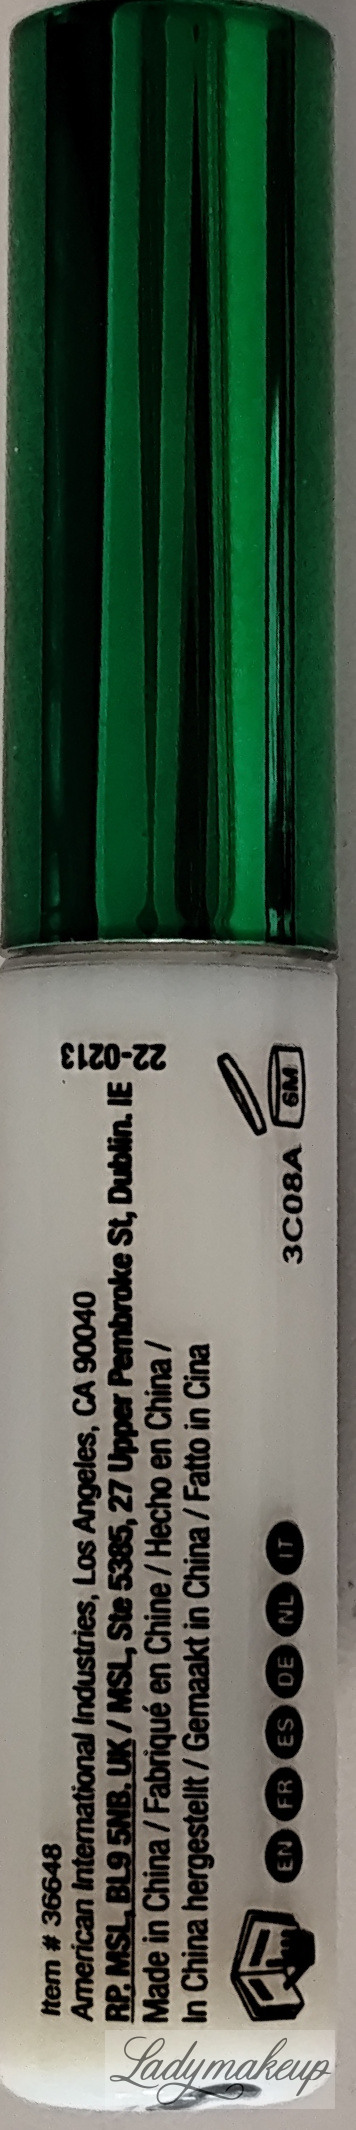 Item # 36648
American International Industries, Los Angeles, CA 90040
RP. MSL, BL9 5NB. UK / MSL, Ste 5385, 27 Upper Pembroke St, Dublin. IE
Made in China / Fabriqué en Chine / Hecho en China /
In China hergestellt / Gemaakt in China / Fatto in Cina
22-0213
EN FR ES DE NL IT
3C08A
6M
Ladymakeup